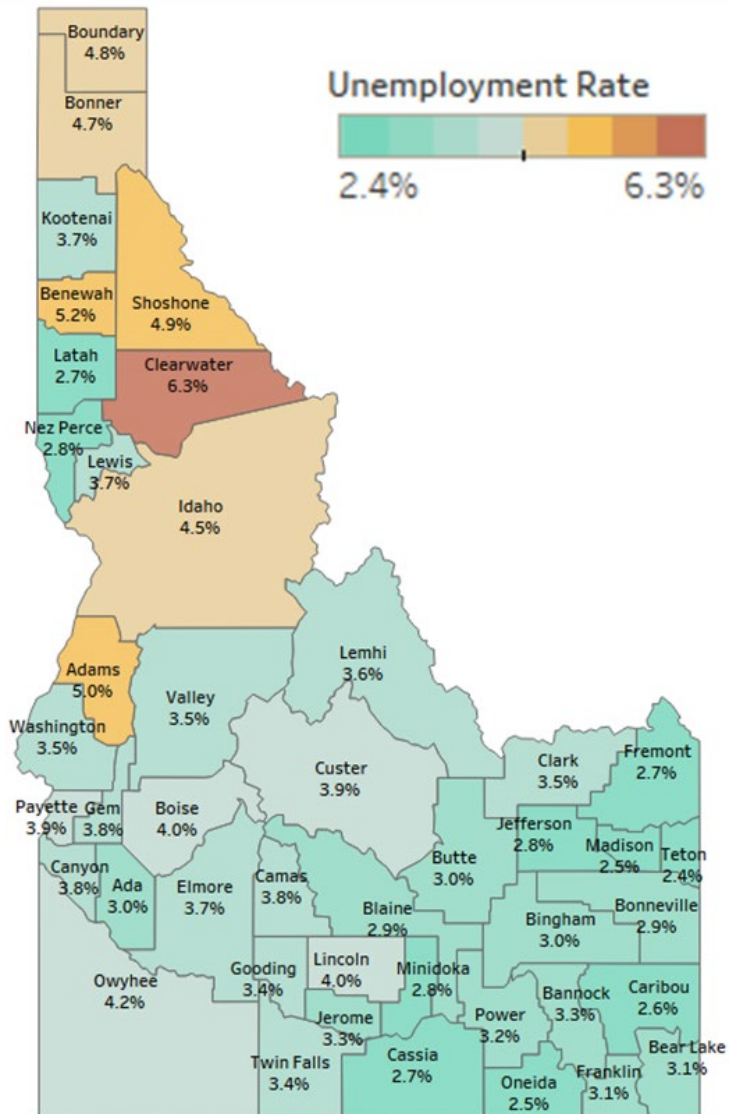 Boundary
4.8%
Bonner
4.7%
Unemployment Rate
2.4%
6.3%
Kootenai
3.7%
Benewah
5.2%
Shoshone
4.9%
Latah
2.7%
Clearwater
6.3%
Nez Perce
2.8%
Lewis
3.7%
Idaho
4.5%
Adams
5.0%
Lemhi
3.6%
Valley
3.5%
Washington
3.5%
Custer
3.9%
Clark
3.5%
Fremont
2.7%
Payette
3.9%
Gem
3.8%
Boise
4.0%
Jefferson
2.8%
Madison
2.5%
Teton
2.4%
Butte
3.0%
Canyon
3.8%
Ada
3.0%
Elmore
3.7%
Camas
3.8%
Blaine
2.9%
Bingham
3.0%
Bonneville
2.9%
Owyhee
4.2%
Gooding
3.4%
Lincoln
4.0%
Minidoka
2.8%
Jerome
3.3%
Power
3.2%
Bannock
3.3%
Caribou
2.6%
Twin Falls
3.4%
Cassia
2.7%
Oneida
2.5%
Franklin
3.1%
Bear Lake
3.1%